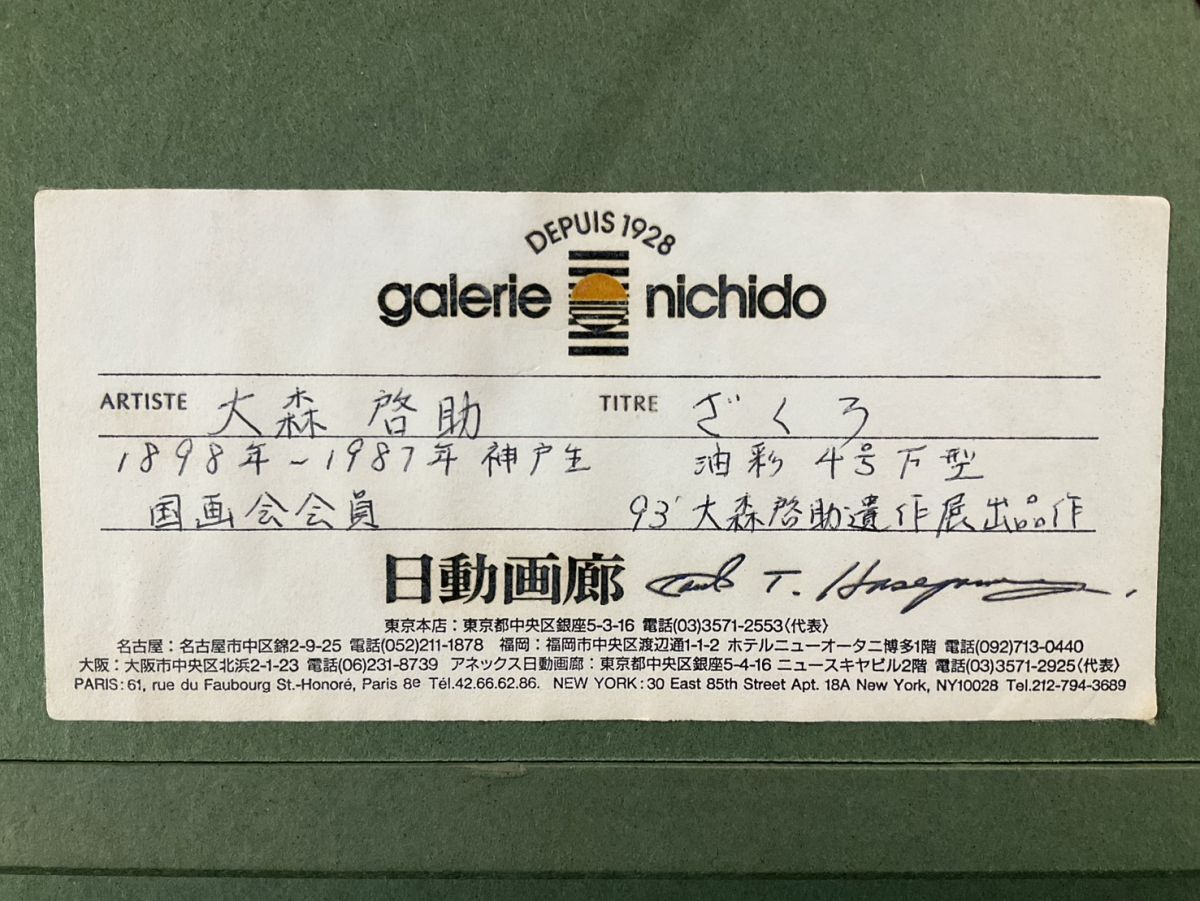 DEPUIS 1928
galerie nichido
ARTISTE 大森 啓助 TITRE ざくろ
1898年~1987年 神戸生 油彩 4号F型
国画会会員 93' 大森啓助遺作展出品作
日動画廊 T. Hasegawa
東京本店：東京都中央区銀座5-3-16 電話(03)3571-2553〈代表〉
名古屋：名古屋市中区錦2-9-25 電話(052)211-1878 福岡：福岡市中央区渡辺通1-1-2 ホテルニューオータニ博多1階 電話(092)713-0440
大阪：大阪市中央区北浜2-1-23 電話(06)231-8739 アネックス日動画廊：東京都中央区銀座5-4-16 ニュースキヤビル2階 電話(03)3571-2925〈代表〉
PARIS : 61, rue du Faubourg St.-Honoré, Paris 8e Tél.42.66.62.86. NEW YORK : 30 East 85th Street Apt. 18A New York, NY10028 Tel.212-794-3689